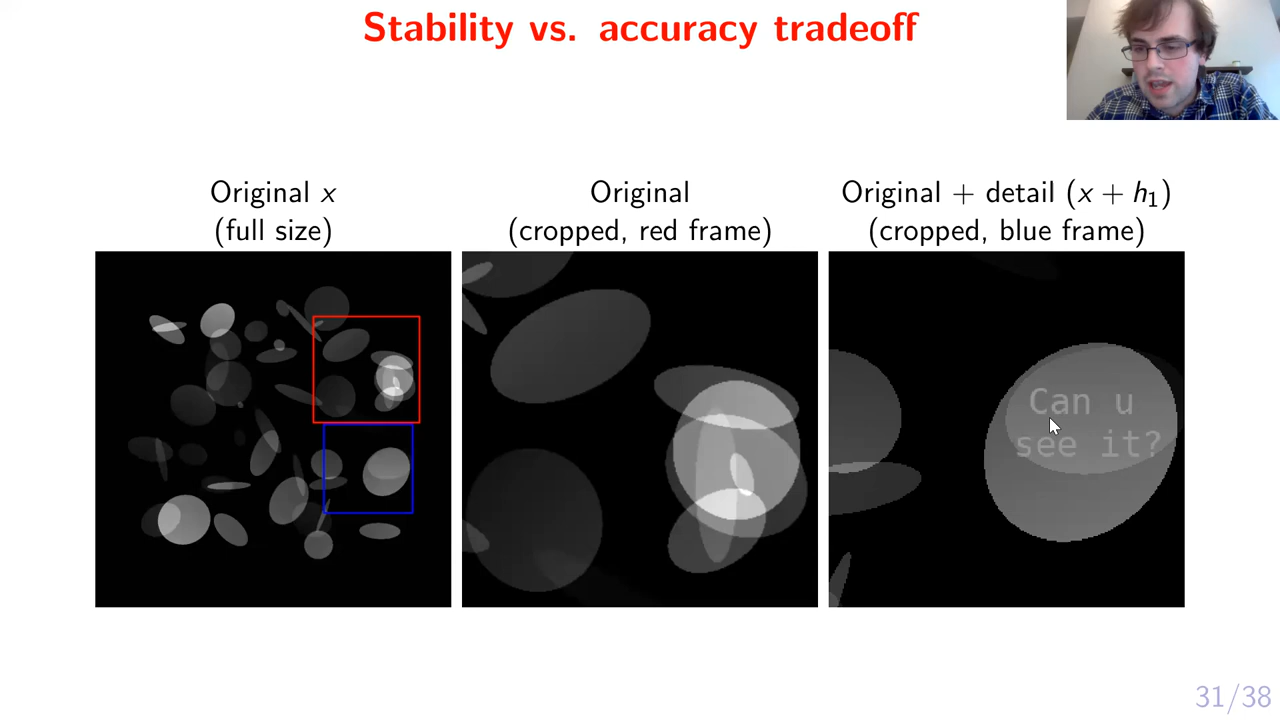 Stability vs. accuracy tradeoff
Original x
(full size)
Original
(cropped, red frame)
Original + detail (x + h₁)
(cropped, blue frame)
Can u
see it?
31/38